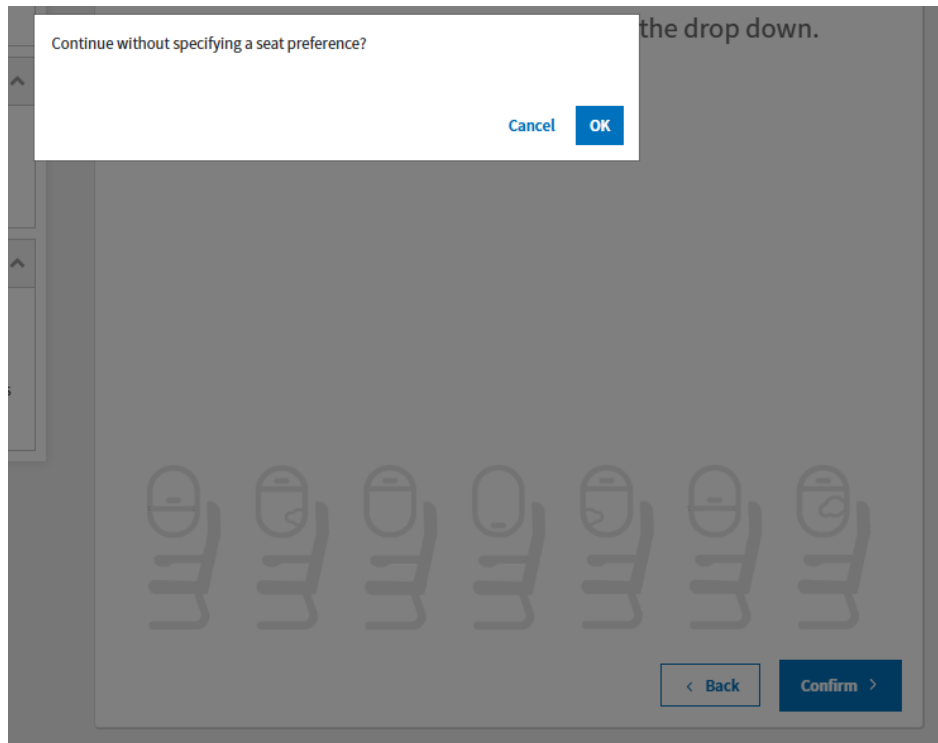 the drop down.
Continue without specifying a seat preference?
Cancel OK
s
Back Confirm